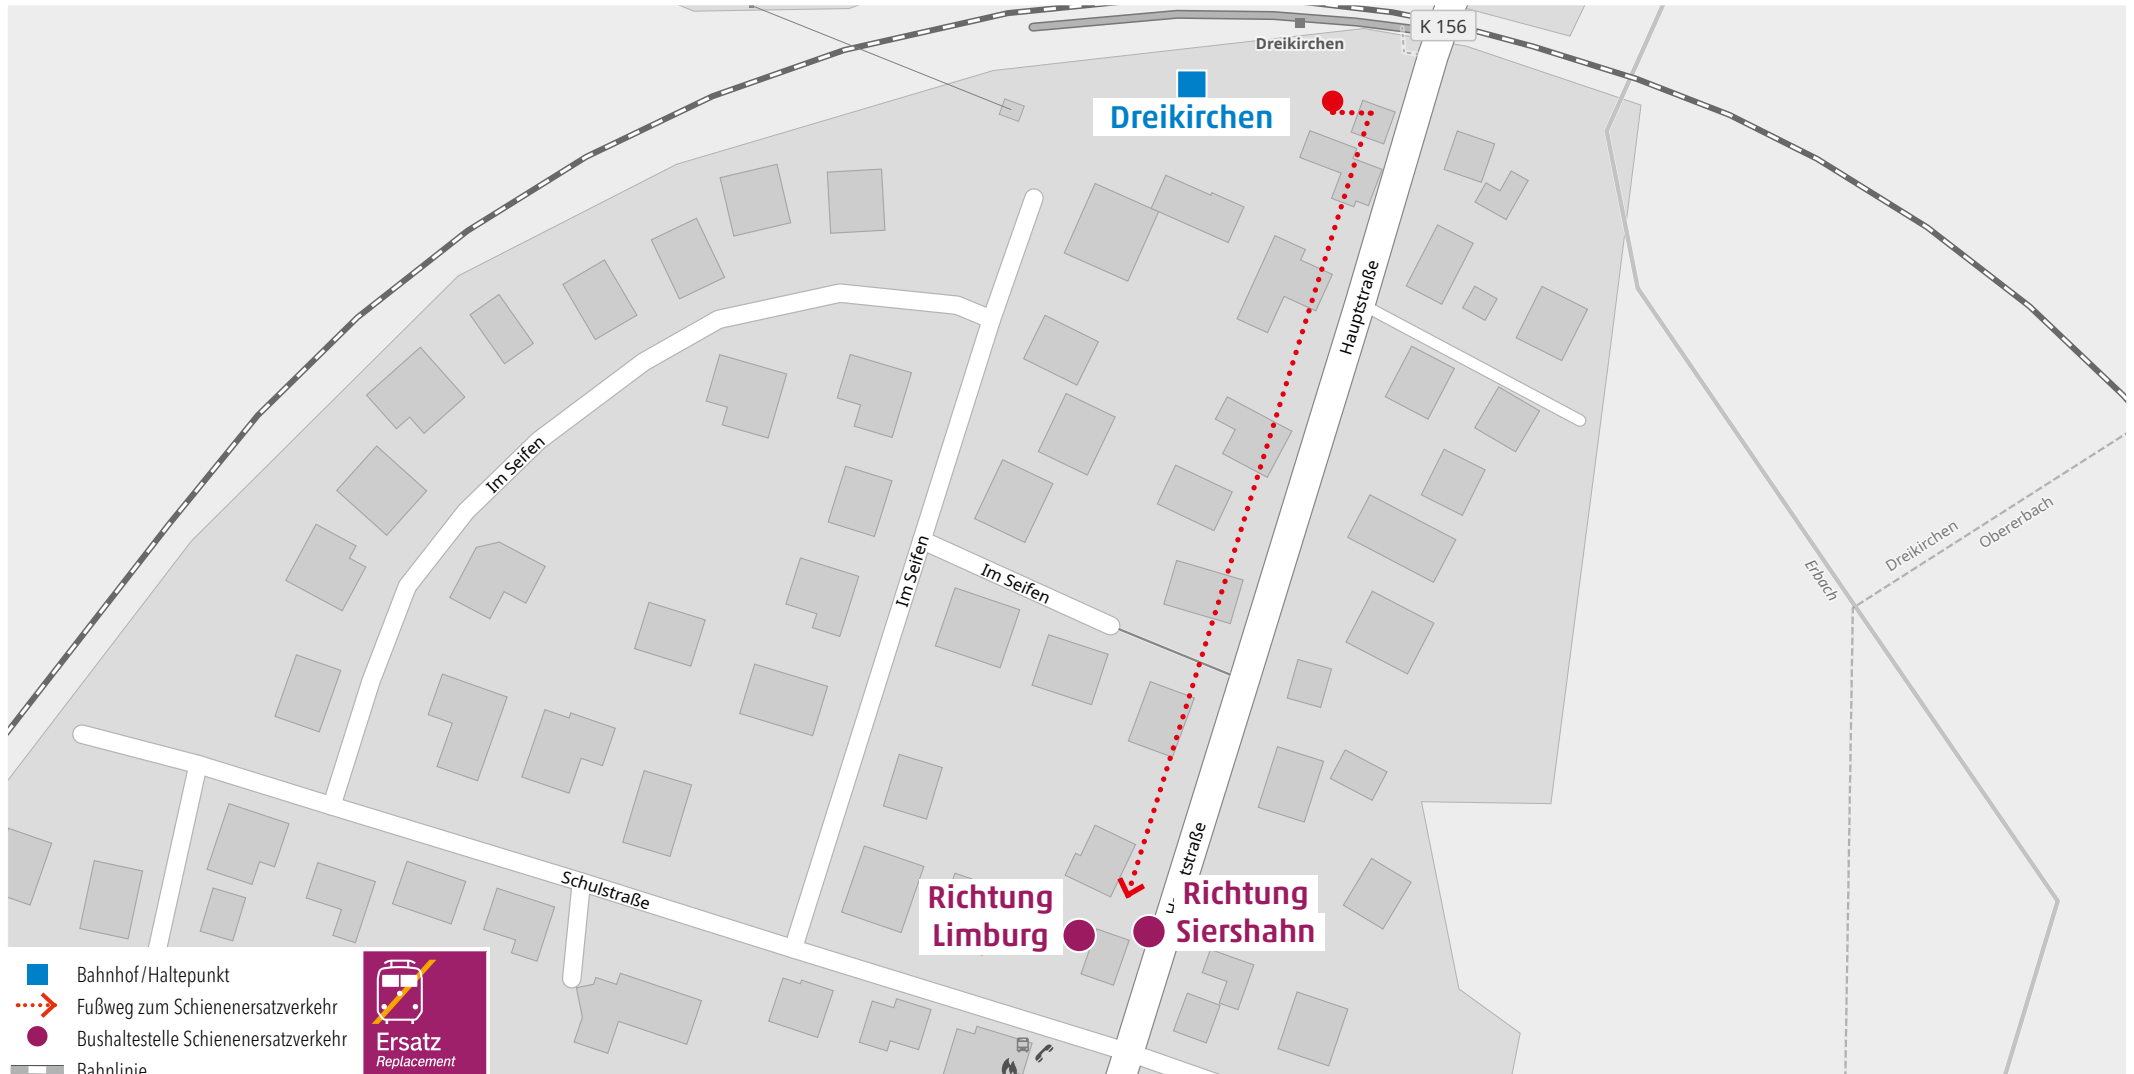 K 156
Dreikirchen
Dreikirchen
Hauptstraße
Im Seifen
Im Seifen
Im Seifen
Dreikirchen
Obererbach
Erbach
tstraße
Schulstraße
Richtung
Limburg
Richtung
Siershahn
Bahnhof/Haltepunkt
Fußweg zum Schienenersatzverkehr
Bushaltestelle Schienenersatzverkehr
Bahnlinie
Ersatz
Replacement